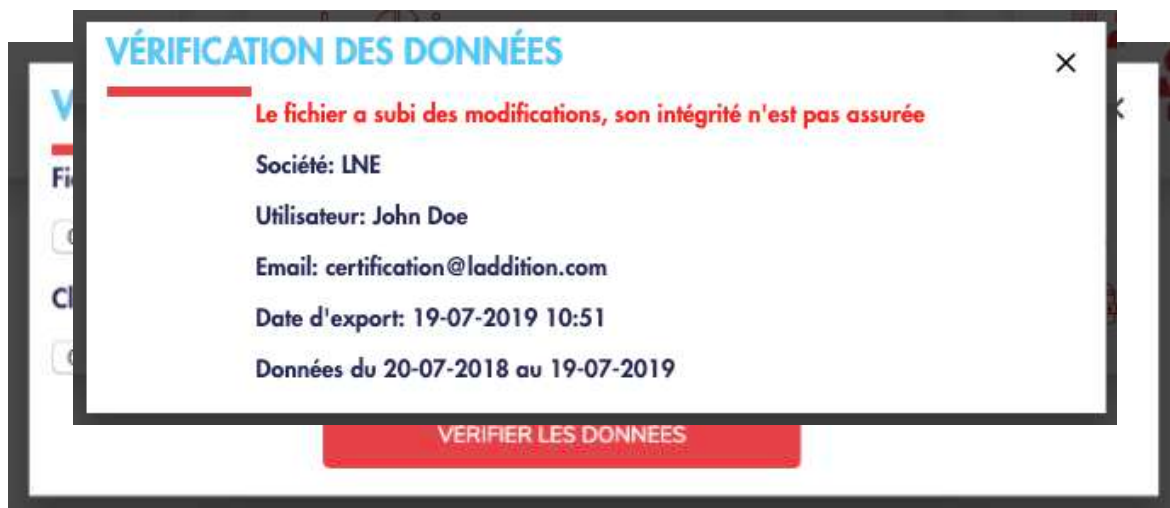 VÉRIFICATION DES DONNÉES
Le fichier a subi des modifications, son intégrité n'est pas assurée
Société: LNE
Utilisateur: John Doe
Email: certification@laddition.com
Date d'export: 19-07-2019 10:51
Données du 20-07-2018 au 19-07-2019
VÉRIFIER LES DONNÉES